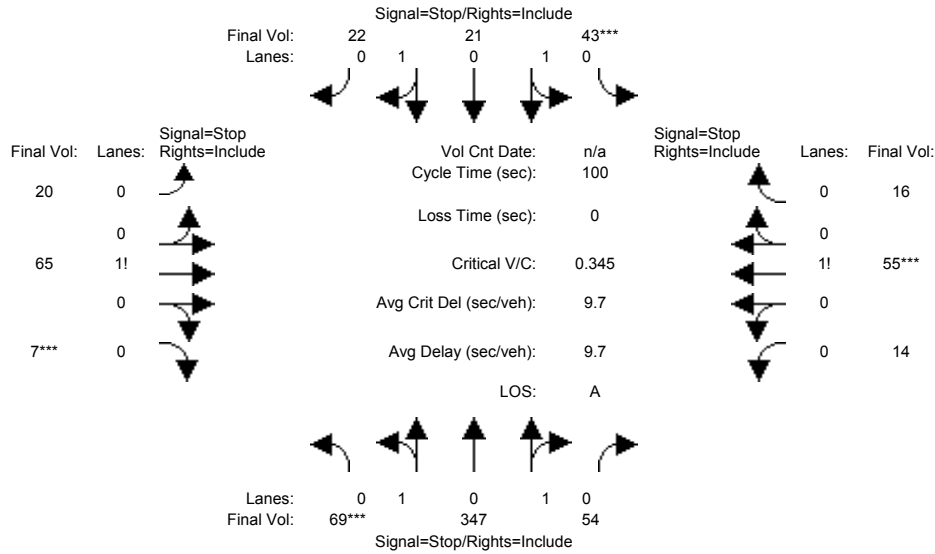 Signal=Stop/Rights=Include
Final Vol: 22 21 43***
Lanes: 0 1 0 1 0
Signal=Stop
Final Vol: Lanes: Rights=Include
Vol Cnt Date: n/a
Signal=Stop
Rights=Include Lanes: Final Vol:
Cycle Time (sec): 100
20 0
0 16
Loss Time (sec): 0
0
0
65 1!
Critical V/C: 0.345
1! 55***
0
Avg Crit Del (sec/veh): 9.7
0
7*** 0
Avg Delay (sec/veh): 9.7
0 14
LOS: A
Lanes: 0 1 0 1 0
Final Vol: 69*** 347 54
Signal=Stop/Rights=Include